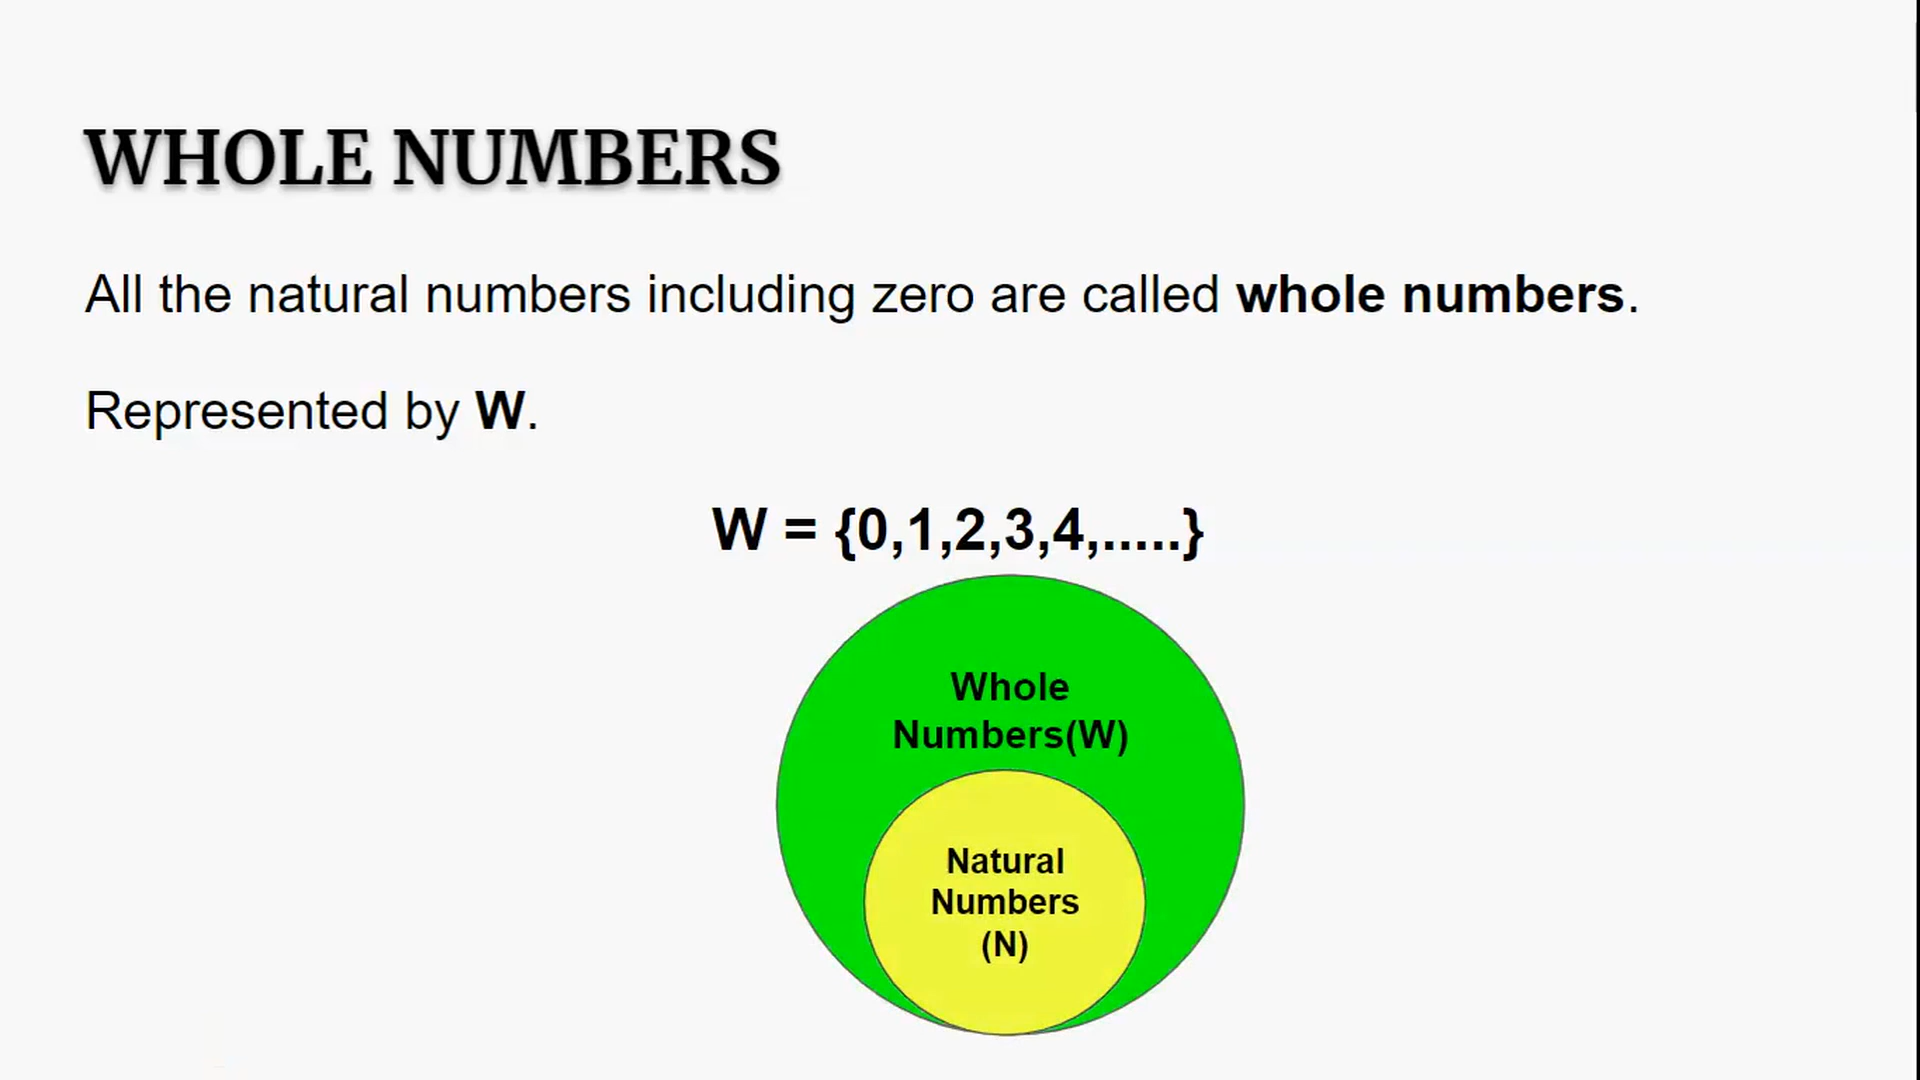 WHOLE NUMBERS
All the natural numbers including zero are called whole numbers.
Represented by W.
W = {0,1,2,3,4,.....}
Whole
Numbers(W)
Natural
Numbers
(N)